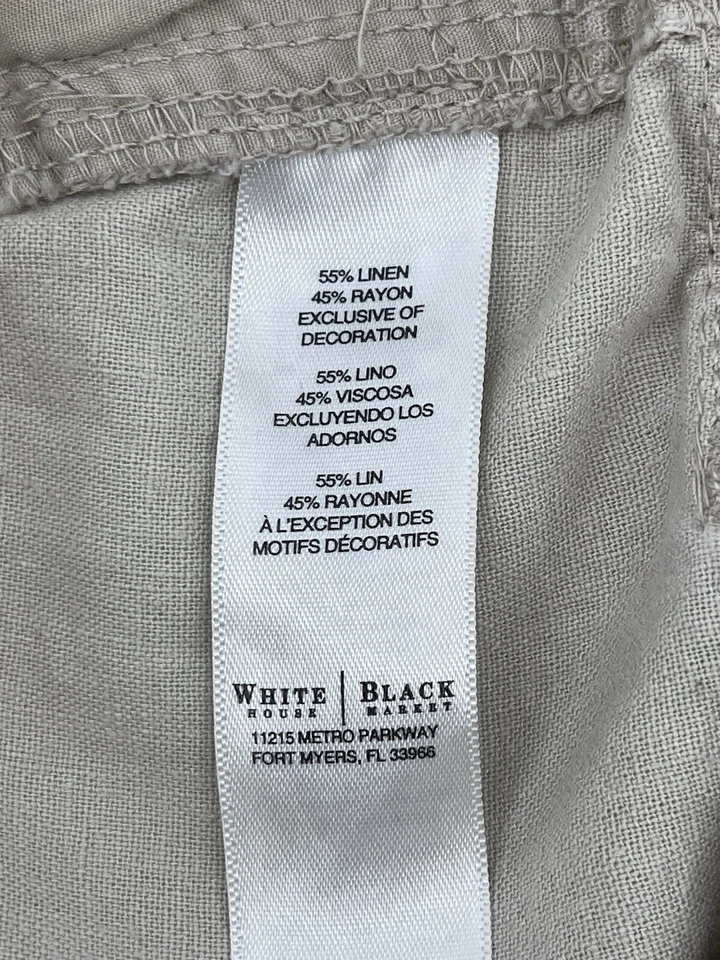 55% LINEN
45% RAYON
EXCLUSIVE OF
DECORATION
55% LINO
45% VISCOSA
EXCLUYENDO LOS
ADORNOS
55% LIN
45% RAYONNE
À L'EXCEPTION DES
MOTIFS DÉCORATIFS
WHITE | BLACK
HOUSE MARKET
11215 METRO PARKWAY
FORT MYERS, FL 33966